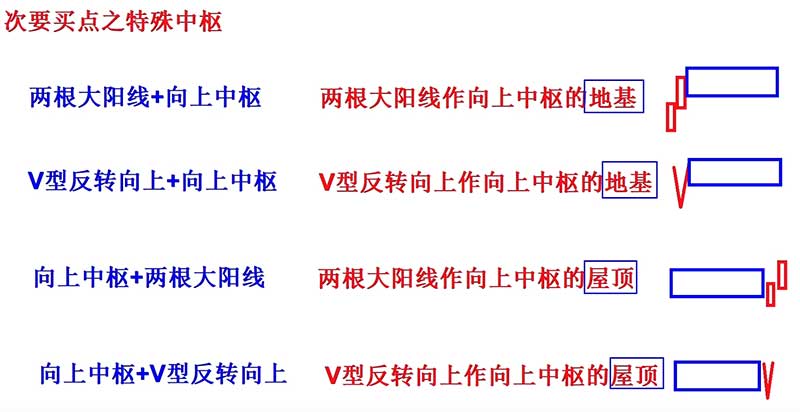 次要买点之特殊中枢
两根大阳线+向上中枢 两根大阳线作向上中枢的地基
V型反转向上+向上中枢 V型反转向上作向上中枢的地基
向上中枢+两根大阳线 两根大阳线作向上中枢的屋顶
向上中枢+V型反转向上 V型反转向上作向上中枢的屋顶